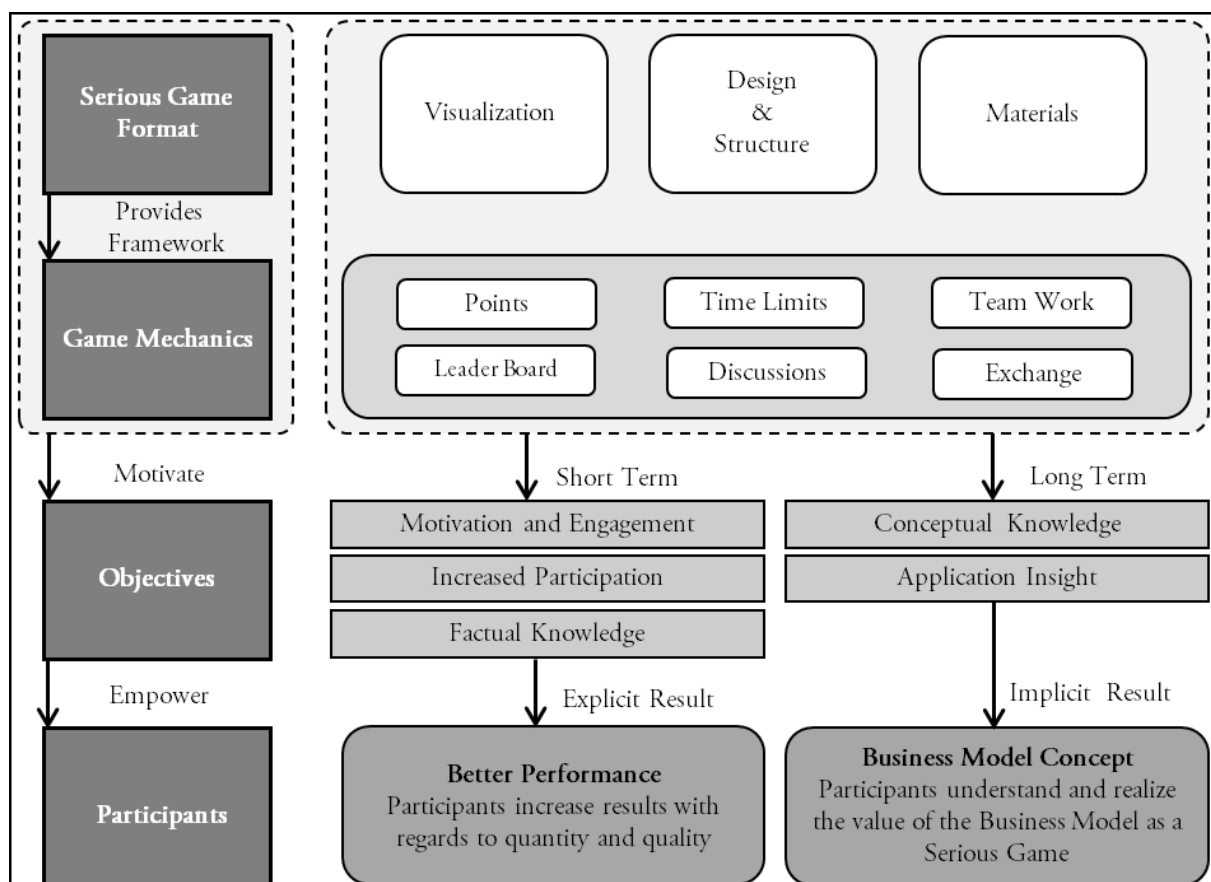 Serious Game
Format
Visualization
Design
&
Structure
Materials
Provides
Framework
Game Mechanics
Points
Time Limits
Team Work
Leader Board
Discussions
Exchange
Motivate
Short Term
Long Term
Objectives
Motivation and Engagement
Increased Participation
Factual Knowledge
Conceptual Knowledge
Application Insight
Empower
Explicit Result
Implicit Result
Participants
Better Performance
Participants increase results with
regards to quantity and quality
Business Model Concept
Participants understand and realize
the value of the Business Model as a
Serious Game